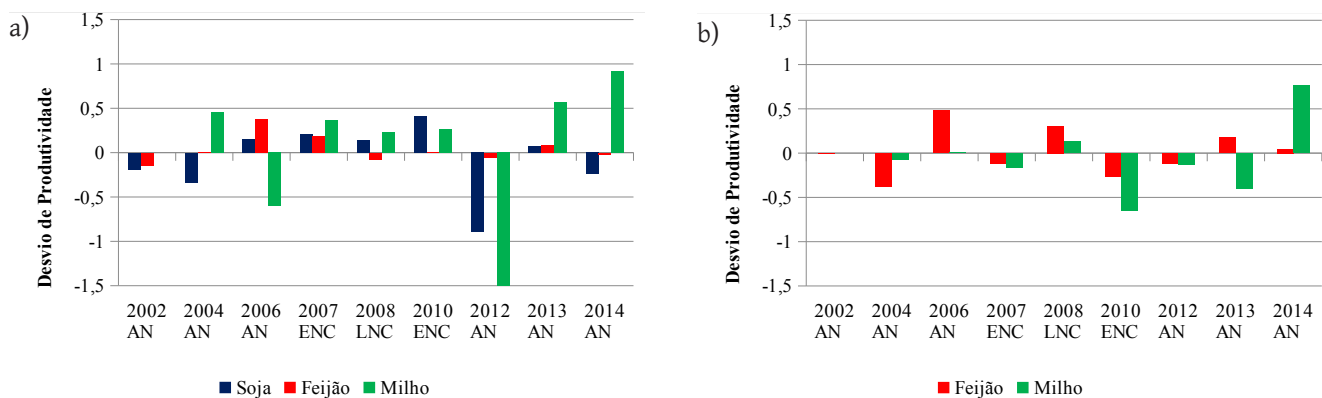 a)
Desvio de Produtividade
1,5
1
0,5
0
-0,5
-1
-1,5
2002 2004 2006 2007 2008 2010 2012 2013 2014
AN AN AN ENC LNC ENC AN AN AN
Soja Feijão Milho
b)
Desvio de Produtividade
1,5
1
0,5
0
-0,5
-1
-1,5
2002 2004 2006 2007 2008 2010 2012 2013 2014
AN AN AN ENC LNC ENC AN AN AN
Feijão Milho